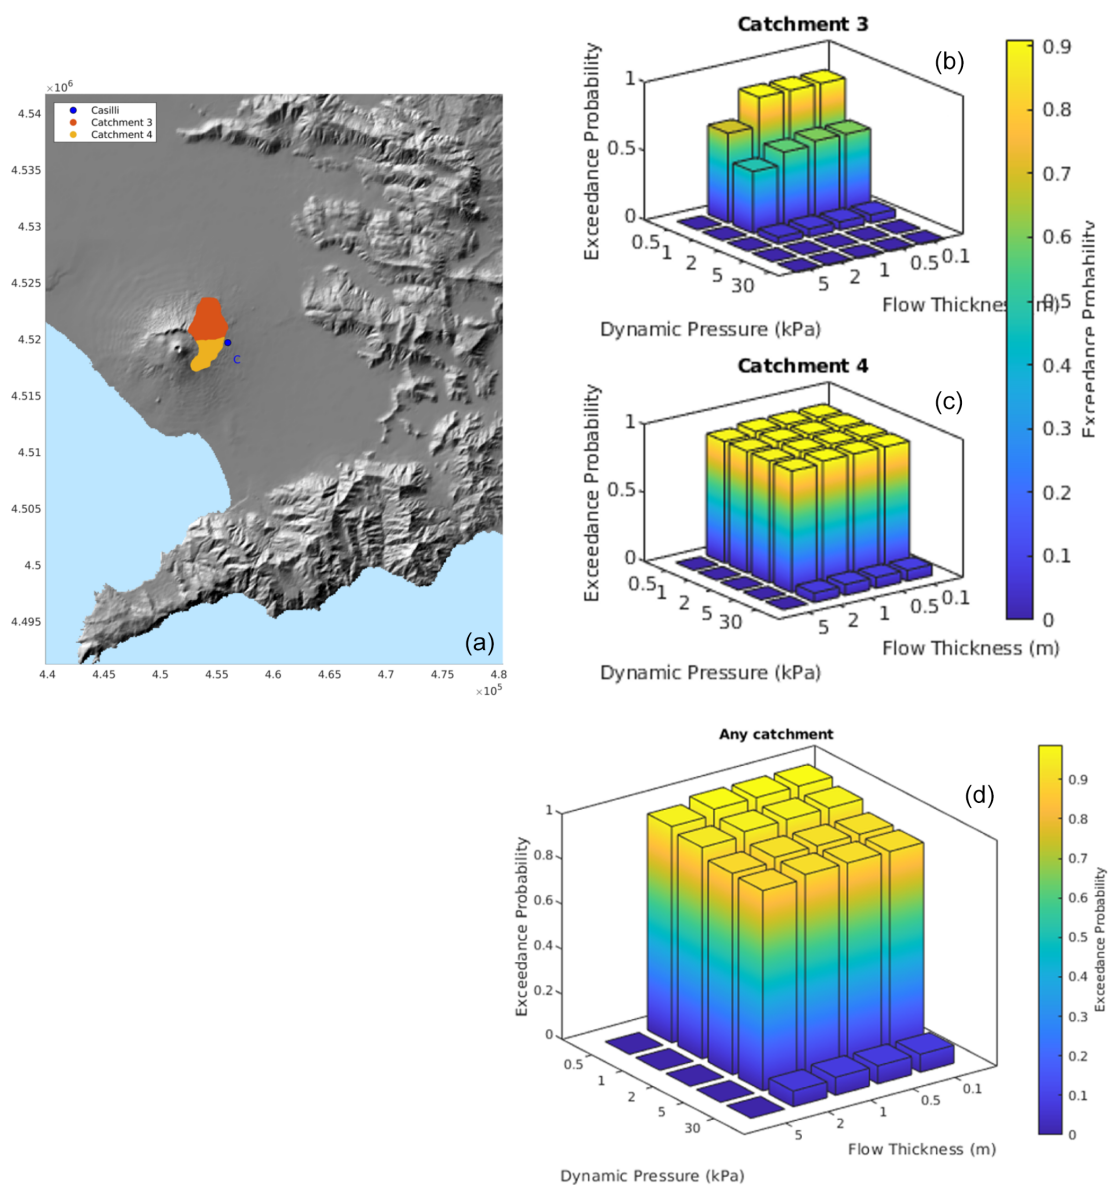 ×10⁶
4.54
4.535
4.53
4.525
4.52
4.515
4.51
4.505
4.5
4.495
Casilli
Catchment 3
Catchment 4
C
(a)
4.4 4.45 4.5 4.55 4.6 4.65 4.7 4.75 4.8
×10⁵
Catchment 3
(b)
Exceedance Probability
1
0.5
0
0.5 1 2 5 30
5 2 1 0.5 0.1
Flow Thickness (m)
Dynamic Pressure (kPa)
Catchment 4
(c)
Exceedance Probability
1
0.5
0
0.5 1 2 5 30
5 2 1 0.5 0.1
Flow Thickness (m)
Dynamic Pressure (kPa)
0.9
0.8
0.7
0.6
0.5
0.4
0.3
0.2
0.1
0
Exceedance Probability
Any catchment
(d)
Exceedance Probability
1
0.8
0.6
0.4
0.2
0
0.5 1 2 5 30
5 2 1 0.5 0.1
Flow Thickness (m)
Dynamic Pressure (kPa)
0.9
0.8
0.7
0.6
0.5
0.4
0.3
0.2
0.1
0
Exceedance Probability